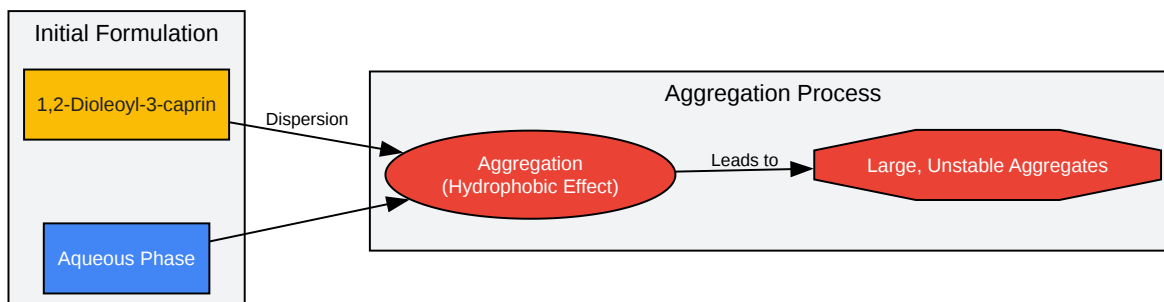 Initial Formulation
1,2-Dioleoyl-3-caprin
Aqueous Phase
Dispersion
Aggregation Process
Aggregation
(Hydrophobic Effect)
Leads to
Large, Unstable Aggregates